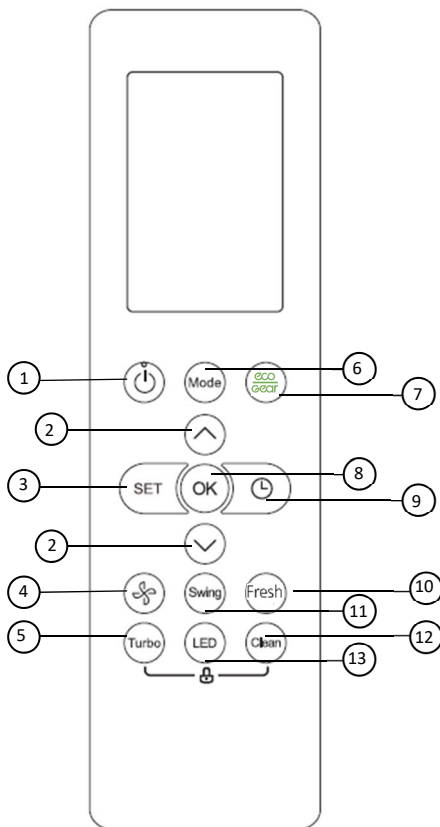 1
Mode
6
eco
Gear
7
2
3
SET
OK
8
9
2
4
Swing
Fresh
10
11
5
Turbo
LED
Clean
12
13